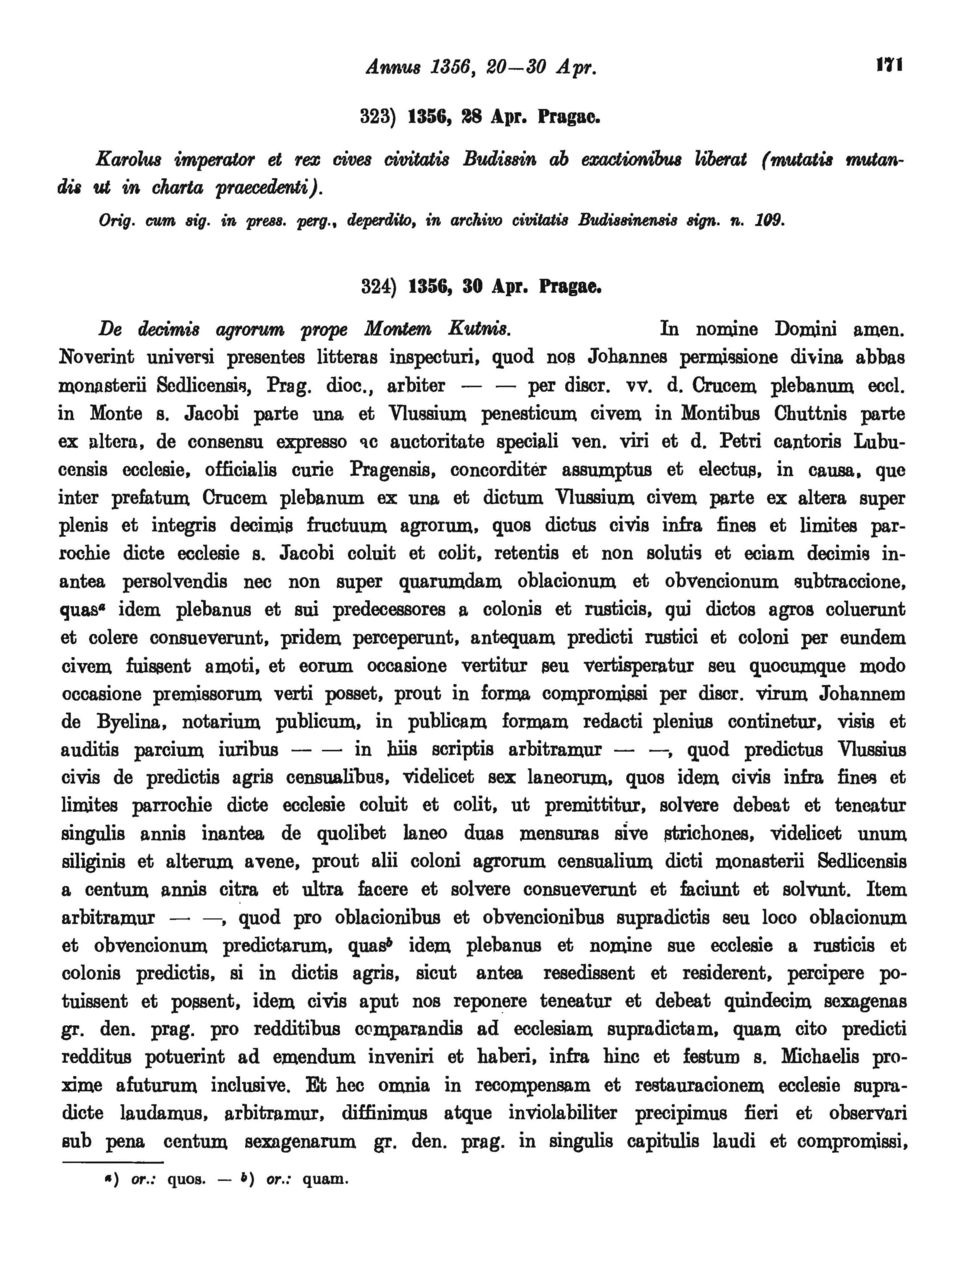 Annus 1356, 20—30 Apr. 171
323) 1356, 28 Apr. Pragae.
Karolus imperator et rex cives civitatis Budissin ab exactionibus liberat (mutatis mutan-
dis ut in charta praecedenti).
Orig. cum sig. in press. perg., deperdito, in archivo civitatis Budissinensis sign. n. 109.
324) 1356, 30 Apr. Pragae.
De decimis agrorum prope Montem Kutnis. In nomine Domini amen.
Noverint universi presentes litteras inspecturi, quod nos Johannes permissione divina abbas
monasterii Sedlicensis, Prag. dioc., arbiter — — per discr. vv. d. Crucem plebanum eccl.
in Monte s. Jacobi parte una et Vlussium penesticum civem in Montibus Chuttnis parte
ex altera, de consensu expresso ac auctoritate speciali ven. viri et d. Petri cantoris Lubu-
censis ecclesie, officialis curie Pragensis, concorditer assumptus et electus, in causa, que
inter prefatum Crucem plebanum ex una et dictum Vlussium civem parte ex altera super
plenis et integris decimis fructuum agrorum, quos dictus civis infra fines et limites par-
rochie dicte ecclesie s. Jacobi coluit et colit, retentis et non solutis et eciam decimis in-
antea persolvendis nec non super quarumdam oblacionum et obvencionum subtraccione,
quasᵃ idem plebanus et sui predecessores a colonis et rusticis, qui dictos agros coluerunt
et colere consueverunt, pridem perceperunt, antequam predicti rustici et coloni per eundem
civem fuissent amoti, et eorum occasione vertitur seu vertisperatur seu quocumque modo
occasione premissorum verti posset, prout in forma compromissi per discr. virum Johannem
de Byelina, notarium publicum, in publicam formam redacti plenius continetur, visis et
auditis parcium iuribus — — in hiis scriptis arbitramur — —, quod predictus Vlussius
civis de predictis agris censualibus, videlicet sex laneorum, quos idem civis infra fines et
limites parrochie dicte ecclesie coluit et colit, ut premittitur, solvere debeat et teneatur
singulis annis inantea de quolibet laneo duas mensuras sive strichones, videlicet unum
siliginis et alterum avene, prout alii coloni agrorum censualium dicti monasterii Sedlicensis
a centum annis citra et ultra facere et solvere consueverunt et faciunt et solvunt. Item
arbitramur — —, quod pro oblacionibus et obvencionibus supradictis seu loco oblacionum
et obvencionum predictarum, quasᵇ idem plebanus et nomine sue ecclesie a rusticis et
colonis predictis, si in dictis agris, sicut antea resedissent et residerent, percipere po-
tuissent et possent, idem civis aput nos reponere teneatur et debeat quindecim sexagenas
gr. den. prag. pro redditibus comparandis ad ecclesiam supradictam, quam cito predicti
redditus potuerint ad emendum inveniri et haberi, infra hinc et festum s. Michaelis pro-
xime afuturum inclusive. Et hec omnia in recompensam et restauracionem ecclesie supra-
dicte laudamus, arbitramur, diffinimus atque inviolabiliter precipimus fieri et observari
sub pena centum sexagenarum gr. den. prag. in singulis capitulis laudi et compromissi,
ᵃ) or.: quos. — ᵇ) or.: quam.